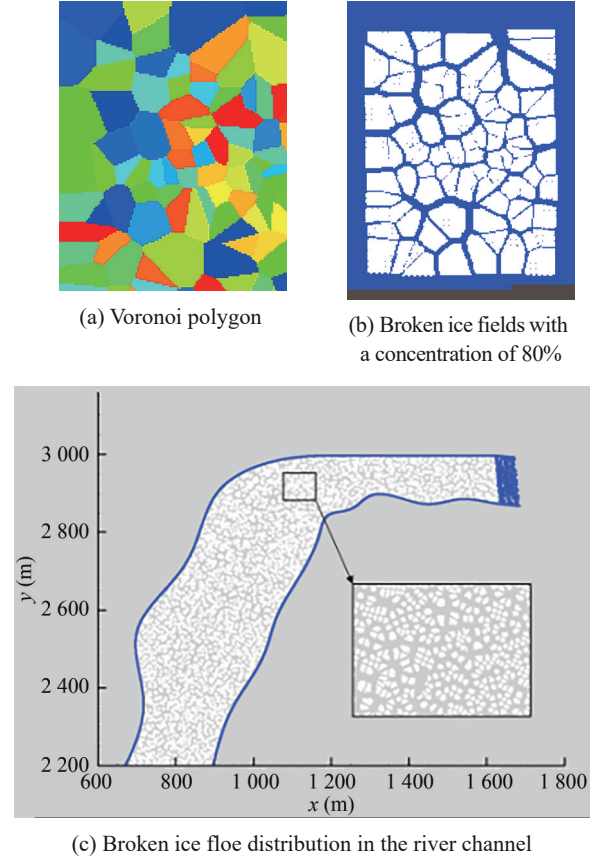 (a) Voronoi polygon
(b) Broken ice fields with
a concentration of 80%
3 000
2 800
2 600
2 400
2 200
y (m)
600
800
1 000
1 200
1 400
1 600
1 800
x (m)
(c) Broken ice floe distribution in the river channel